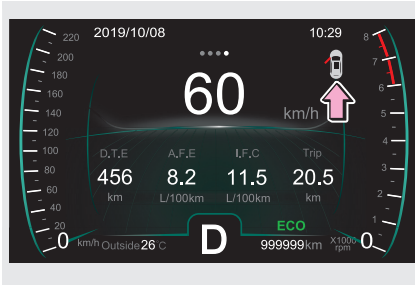 2019/10/08 10:29
220
200
180
160
140
120
100
80
60
40
20
0 km/h
60 km/h
8
7
6
5
4
3
2
1
0 X1000 rpm
D.T.E A.F.E I.F.C Trip
456 8.2 11.5 20.5
km L/100km L/100km km
ECO
Outside 26°C D 999999km